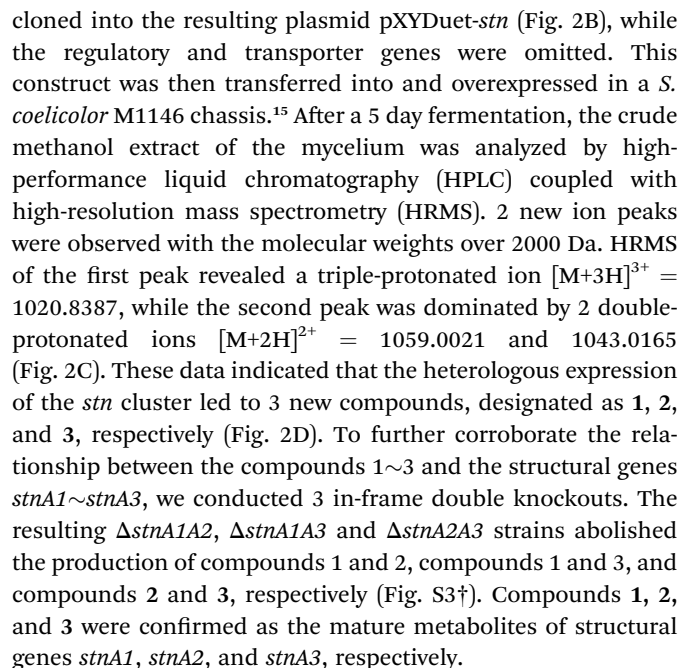 cloned into the resulting plasmid pXYDuet-stn (Fig. 2B), while
the regulatory and transporter genes were omitted. This
construct was then transferred into and overexpressed in a S.
coelicolor M1146 chassis.¹⁵ After a 5 day fermentation, the crude
methanol extract of the mycelium was analyzed by high-
performance liquid chromatography (HPLC) coupled with
high-resolution mass spectrometry (HRMS). 2 new ion peaks
were observed with the molecular weights over 2000 Da. HRMS
of the first peak revealed a triple-protonated ion [M+3H]³⁺ =
1020.8387, while the second peak was dominated by 2 double-
protonated ions [M+2H]²⁺ = 1059.0021 and 1043.0165
(Fig. 2C). These data indicated that the heterologous expression
of the stn cluster led to 3 new compounds, designated as 1, 2,
and 3, respectively (Fig. 2D). To further corroborate the rela-
tionship between the compounds 1~3 and the structural genes
stnA1~stnA3, we conducted 3 in-frame double knockouts. The
resulting ΔstnA1A2, ΔstnA1A3 and ΔstnA2A3 strains abolished
the production of compounds 1 and 2, compounds 1 and 3, and
compounds 2 and 3, respectively (Fig. S3†). Compounds 1, 2,
and 3 were confirmed as the mature metabolites of structural
genes stnA1, stnA2, and stnA3, respectively.